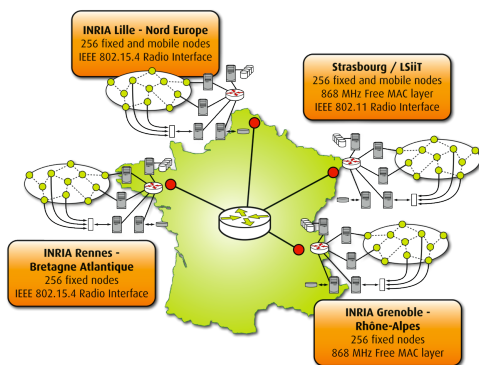 INRIA Lille - Nord Europe
256 fixed and mobile nodes
IEEE 802.15.4 Radio Interface
Strasbourg / LSiiT
256 fixed and mobile nodes
868 MHz Free MAC layer
IEEE 802.11 Radio Interface
INRIA Rennes -
Bretagne Atlantique
256 fixed nodes
IEEE 802.15.4 Radio Interface
INRIA Grenoble -
Rhône-Alpes
256 fixed nodes
868 MHz Free MAC layer